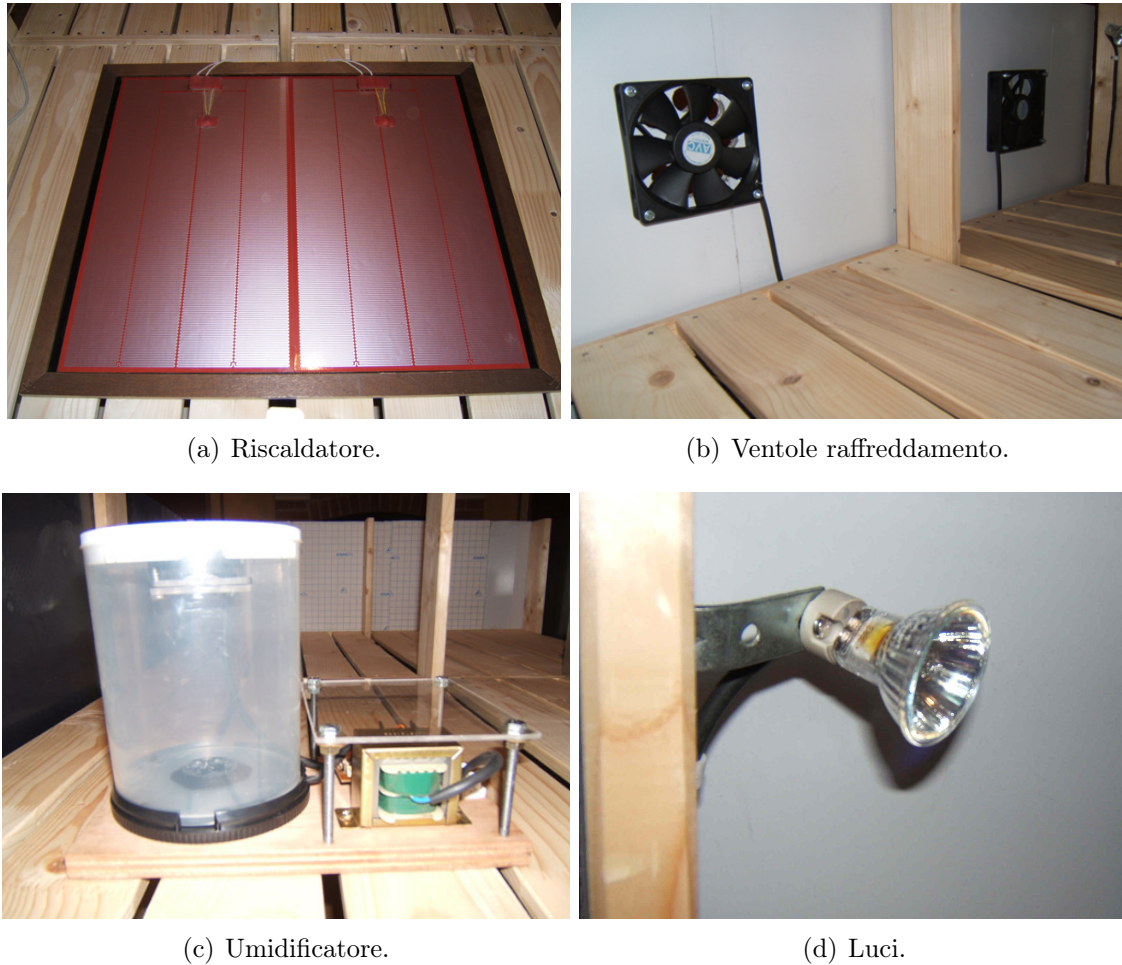 (a) Riscaldatore.
(b) Ventole raffreddamento.
AVC
(c) Umidificatore.
(d) Luci.